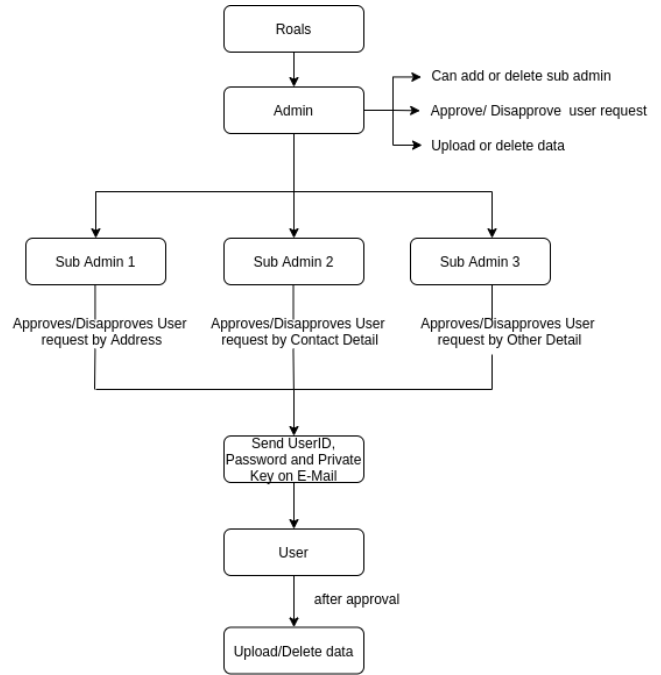 Roals
Can add or delete sub admin
Admin
Approve/ Disapprove user request
Upload or delete data
Sub Admin 1
Sub Admin 2
Sub Admin 3
Approves/Disapproves User
request by Address
Approves/Disapproves User
request by Contact Detail
Approves/Disapproves User
request by Other Detail
Send UserID,
Password and Private
Key on E-Mail
User
after approval
Upload/Delete data